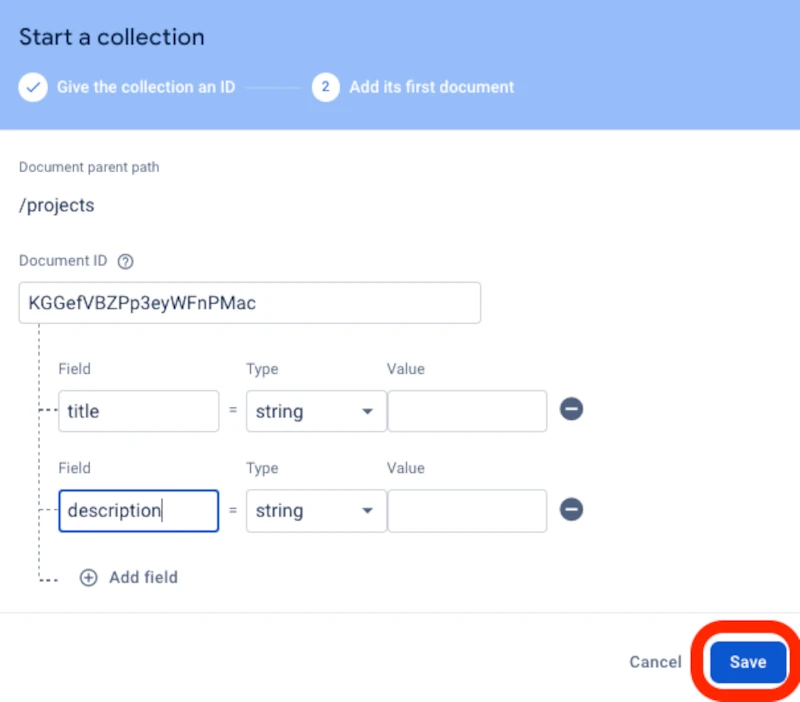 Start a collection
Give the collection an ID 2 Add its first document
Document parent path
/projects
Document ID ?
KGGefVBZPp3eyWFnPMac
Field Type Value
title = string
Field Type Value
description = string
Add field
Cancel Save